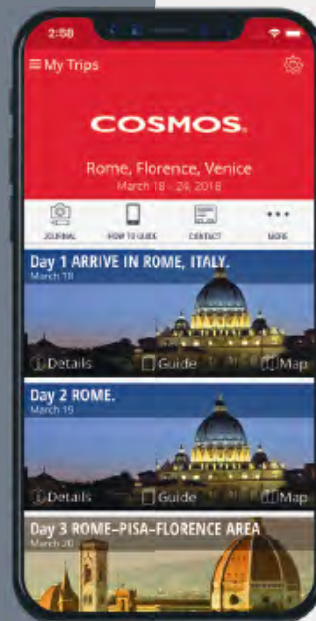 2:58
My Trips
COSMOS.
Rome, Florence, Venice
March 18 - 24, 2018
JOURNAL HOW TO GUIDE CONTACT MORE
Day 1 ARRIVE IN ROME, ITALY.
March 18
Details Guide Map
Day 2 ROME.
March 19
Details Guide Map
Day 3 ROME–PISA–FLORENCE AREA
March 20